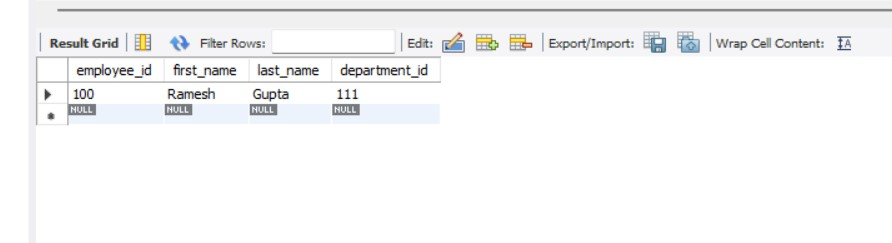 Result Grid Filter Rows: Edit: Export/Import: Wrap Cell Content: IA
employee_id first_name last_name department_id
100 Ramesh Gupta 111
NULL NULL NULL NULL